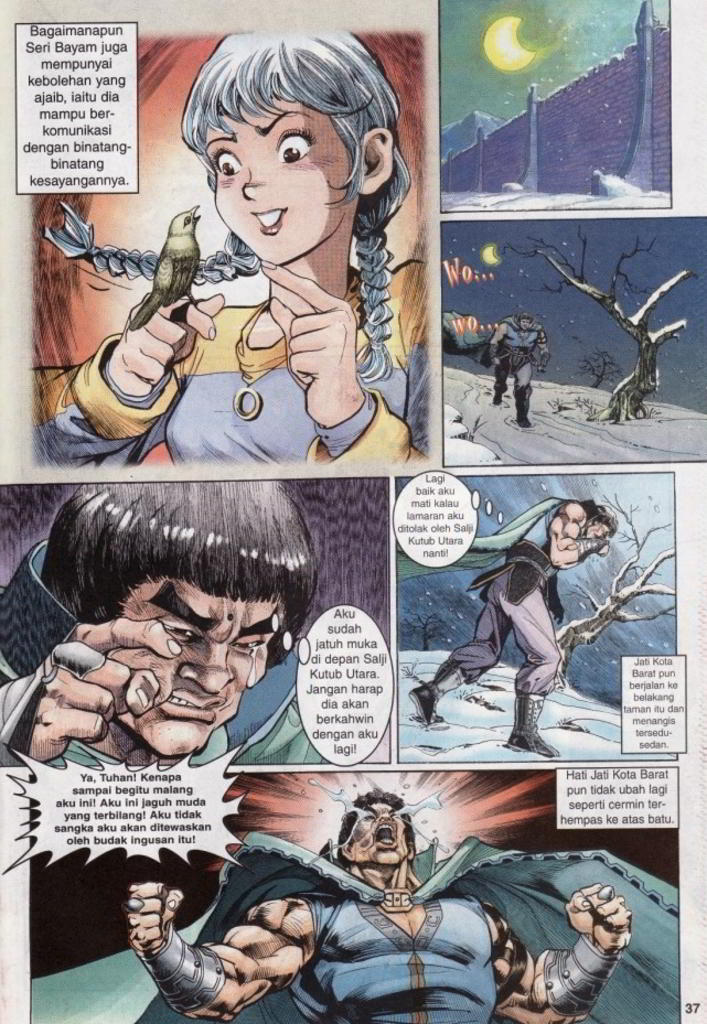 Bagaimanapun
Seri Bayam juga
mempunyai
kebolehan yang
ajaib, iaitu dia
mampu ber-
komunikasi
dengan binatang-
binatang
kesayangannya.
Wo...
wo...
Aku
sudah
jatuh muka
di depan Salji
Kutub Utara.
Jangan harap
dia akan
berkahwin
dengan aku
lagi!
Lagi
baik aku
mati kalau
lamaran aku
ditolak oleh Salji
Kutub Utara
nanti!
Jati Kota
Barat pun
berjalan ke
belakang
taman itu dan
menangis
tersedu-
sedan.
Ya, Tuhan! Kenapa
sampai begitu malang
aku ini! Aku ini jaguh muda
yang terbilang! Aku tidak
sangka aku akan ditewaskan
oleh budak ingusan itu!
Hati Jati Kota Barat
pun tidak ubah lagi
seperti cermin ter-
hempas ke atas batu.
37